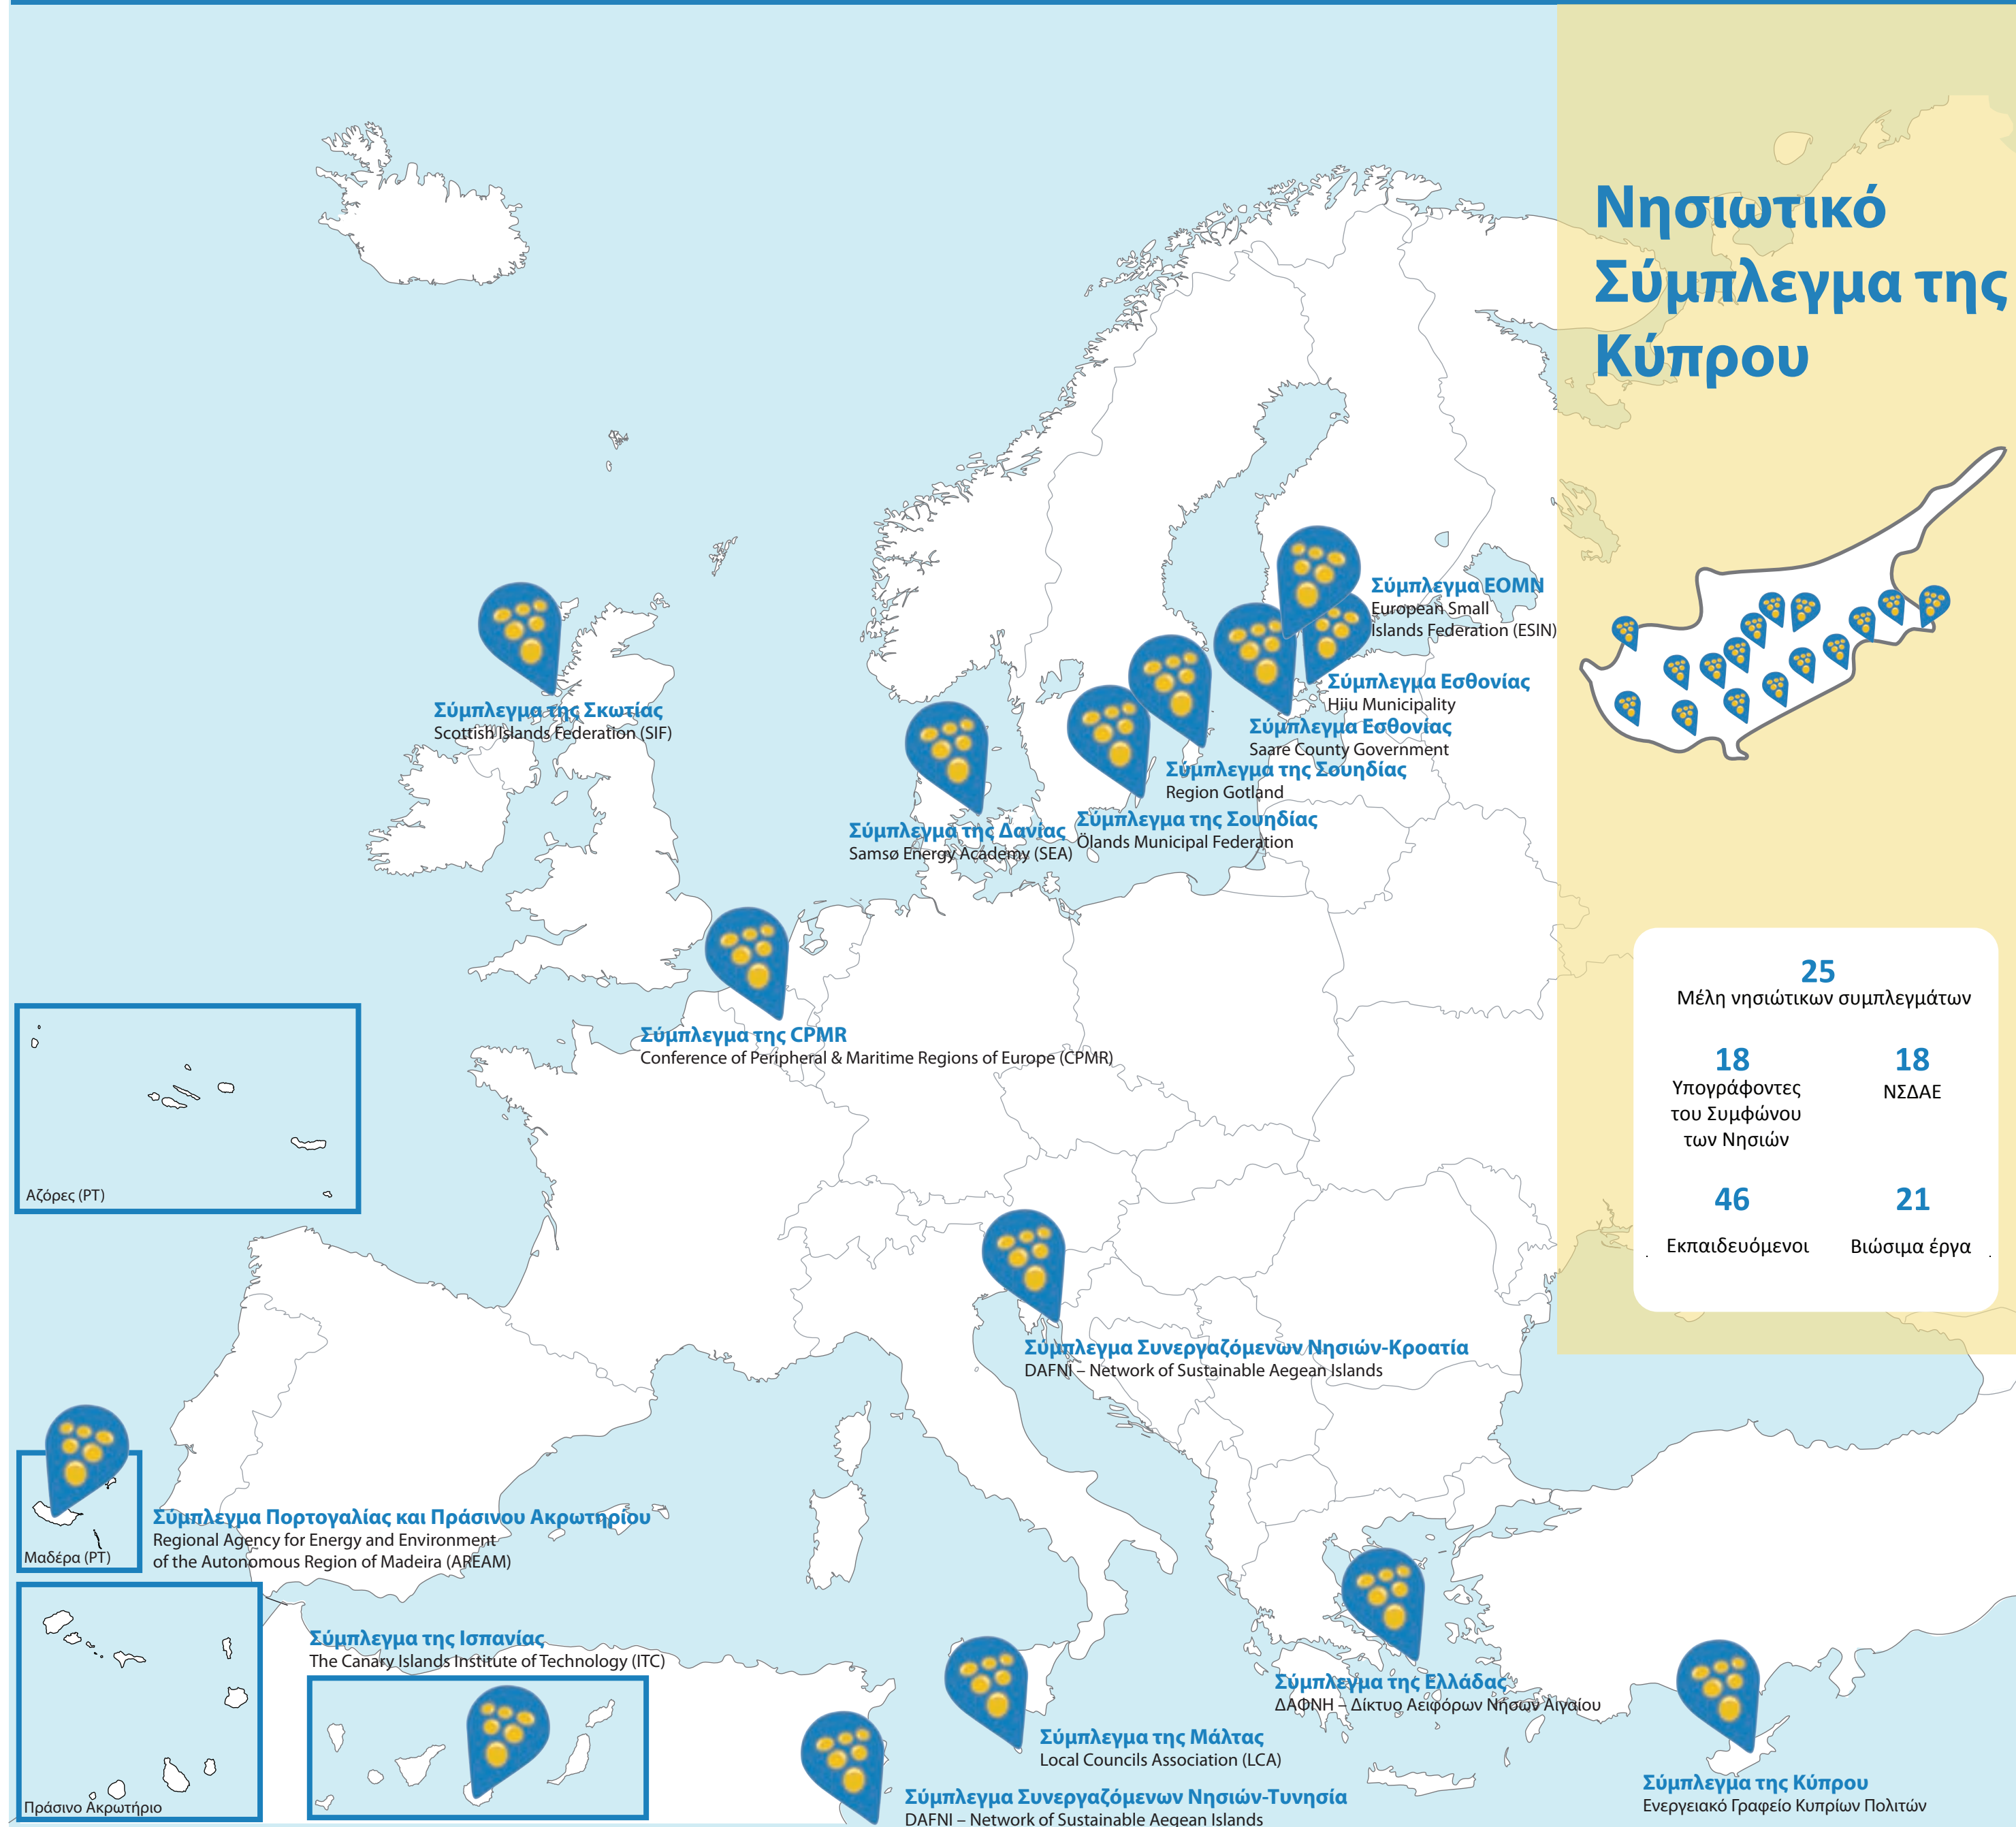 Νησιωτικό
Σύμπλεγμα της
Κύπρου
Σύμπλεγμα ΕΟΜΝ
European Small
Islands Federation (ESIN)
Σύμπλεγμα Εσθονίας
Hiiu Municipality
Σύμπλεγμα Εσθονίας
Saare County Government
Σύμπλεγμα της Σουηδίας
Region Gotland
Σύμπλεγμα της Σουηδίας
Ölands Municipal Federation
Σύμπλεγμα της Σκωτίας
Scottish Islands Federation (SIF)
Σύμπλεγμα της Δανίας
Samsø Energy Academy (SEA)
Σύμπλεγμα της CPMR
Conference of Peripheral & Maritime Regions of Europe (CPMR)
25
Μέλη νησιώτικων συμπλεγμάτων
18
Υπογράφοντες
του Συμφώνου
των Νησιών
18
ΝΣΔΑΕ
46
Εκπαιδευόμενοι
21
Βιώσιμα έργα
Αζόρες (PT)
Σύμπλεγμα Συνεργαζόμενων Νησιών-Κροατία
DAFNI – Network of Sustainable Aegean Islands
Σύμπλεγμα Πορτογαλίας και Πράσινου Ακρωτηρίου
Regional Agency for Energy and Environment
of the Autonomous Region of Madeira (AREAM)
Μαδέρα (PT)
Σύμπλεγμα της Ισπανίας
The Canary Islands Institute of Technology (ITC)
Σύμπλεγμα της Ελλάδας
ΔΑΦΝΗ – Δίκτυο Αειφόρων Νήσων Αιγαίου
Σύμπλεγμα της Μάλτας
Local Councils Association (LCA)
Σύμπλεγμα της Κύπρου
Ενεργειακό Γραφείο Κυπρίων Πολιτών
Σύμπλεγμα Συνεργαζόμενων Νησιών-Τυνησία
DAFNI – Network of Sustainable Aegean Islands
Πράσινο Ακρωτήριο